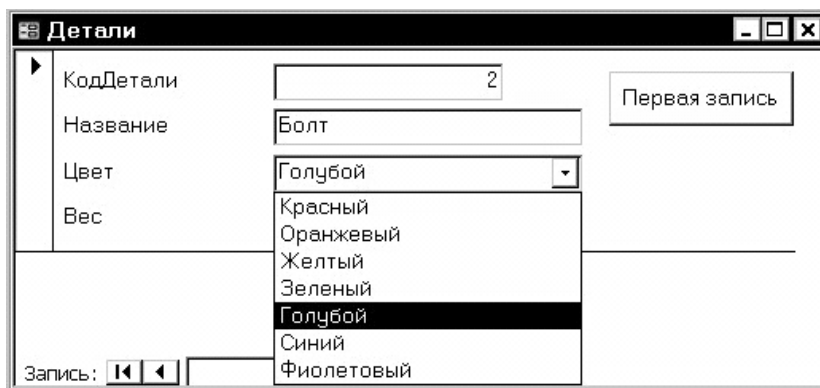 Детали
КодДетали 2 Первая запись
Название Болт
Цвет Голубой
Вес Красный
Оранжевый
Желтый
Зеленый
Голубой
Синий
Запись: Фиолетовый